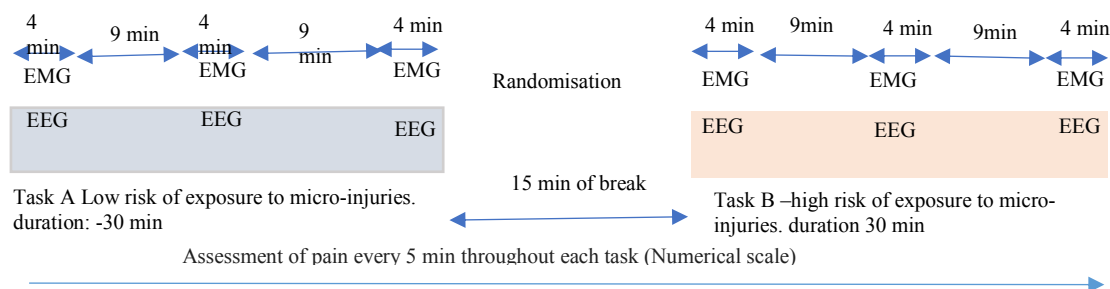 4 min
9 min
4 min
9 min
4 min
EMG
EMG
EMG
EEG
EEG
EEG
Task A Low risk of exposure to micro-injuries.
duration: -30 min
Randomisation
15 min of break
4 min
9min
4 min
9min
4 min
EMG
EMG
EMG
EEG
EEG
EEG
Task B –high risk of exposure to micro-
injuries. duration 30 min
Assessment of pain every 5 min throughout each task (Numerical scale)